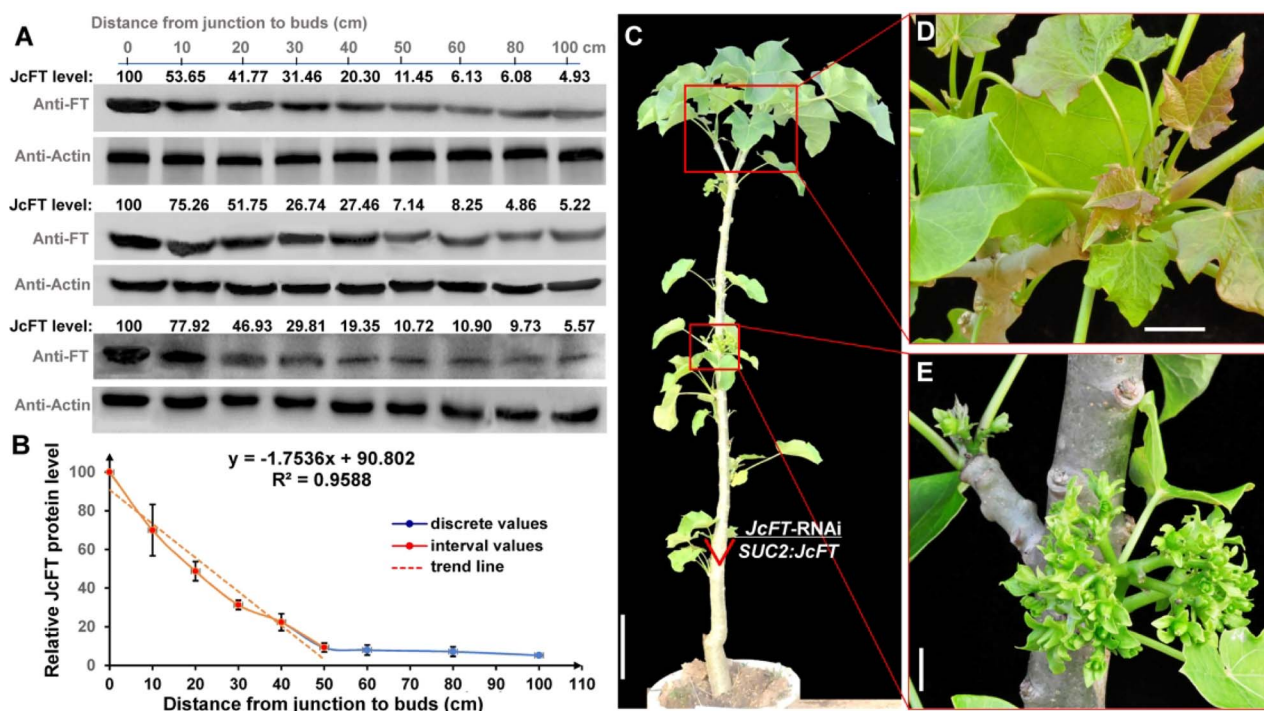 A
Distance from junction to buds (cm)
0 10 20 30 40 50 60 80 100 cm
JcFT level: 100 53.65 41.77 31.46 20.30 11.45 6.13 6.08 4.93
Anti-FT
Anti-Actin
JcFT level: 100 75.26 51.75 26.74 27.46 7.14 8.25 4.86 5.22
Anti-FT
Anti-Actin
JcFT level: 100 77.92 46.93 29.81 19.35 10.72 10.90 9.73 5.57
Anti-FT
Anti-Actin
B
y = -1.7536x + 90.802
R² = 0.9588
discrete values
interval values
trend line
Relative JcFT protein level
100
80
60
40
20
0
0 10 20 30 40 50 60 70 80 90 100 110
Distance from junction to buds (cm)
C
JcFT-RNAi
SUC2:JcFT
D
E